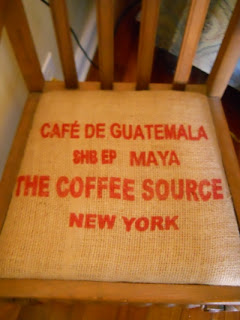 CAFÉ DE GUATEMALA
SHB EP MAYA
THE COFFEE SOURCE
NEW YORK